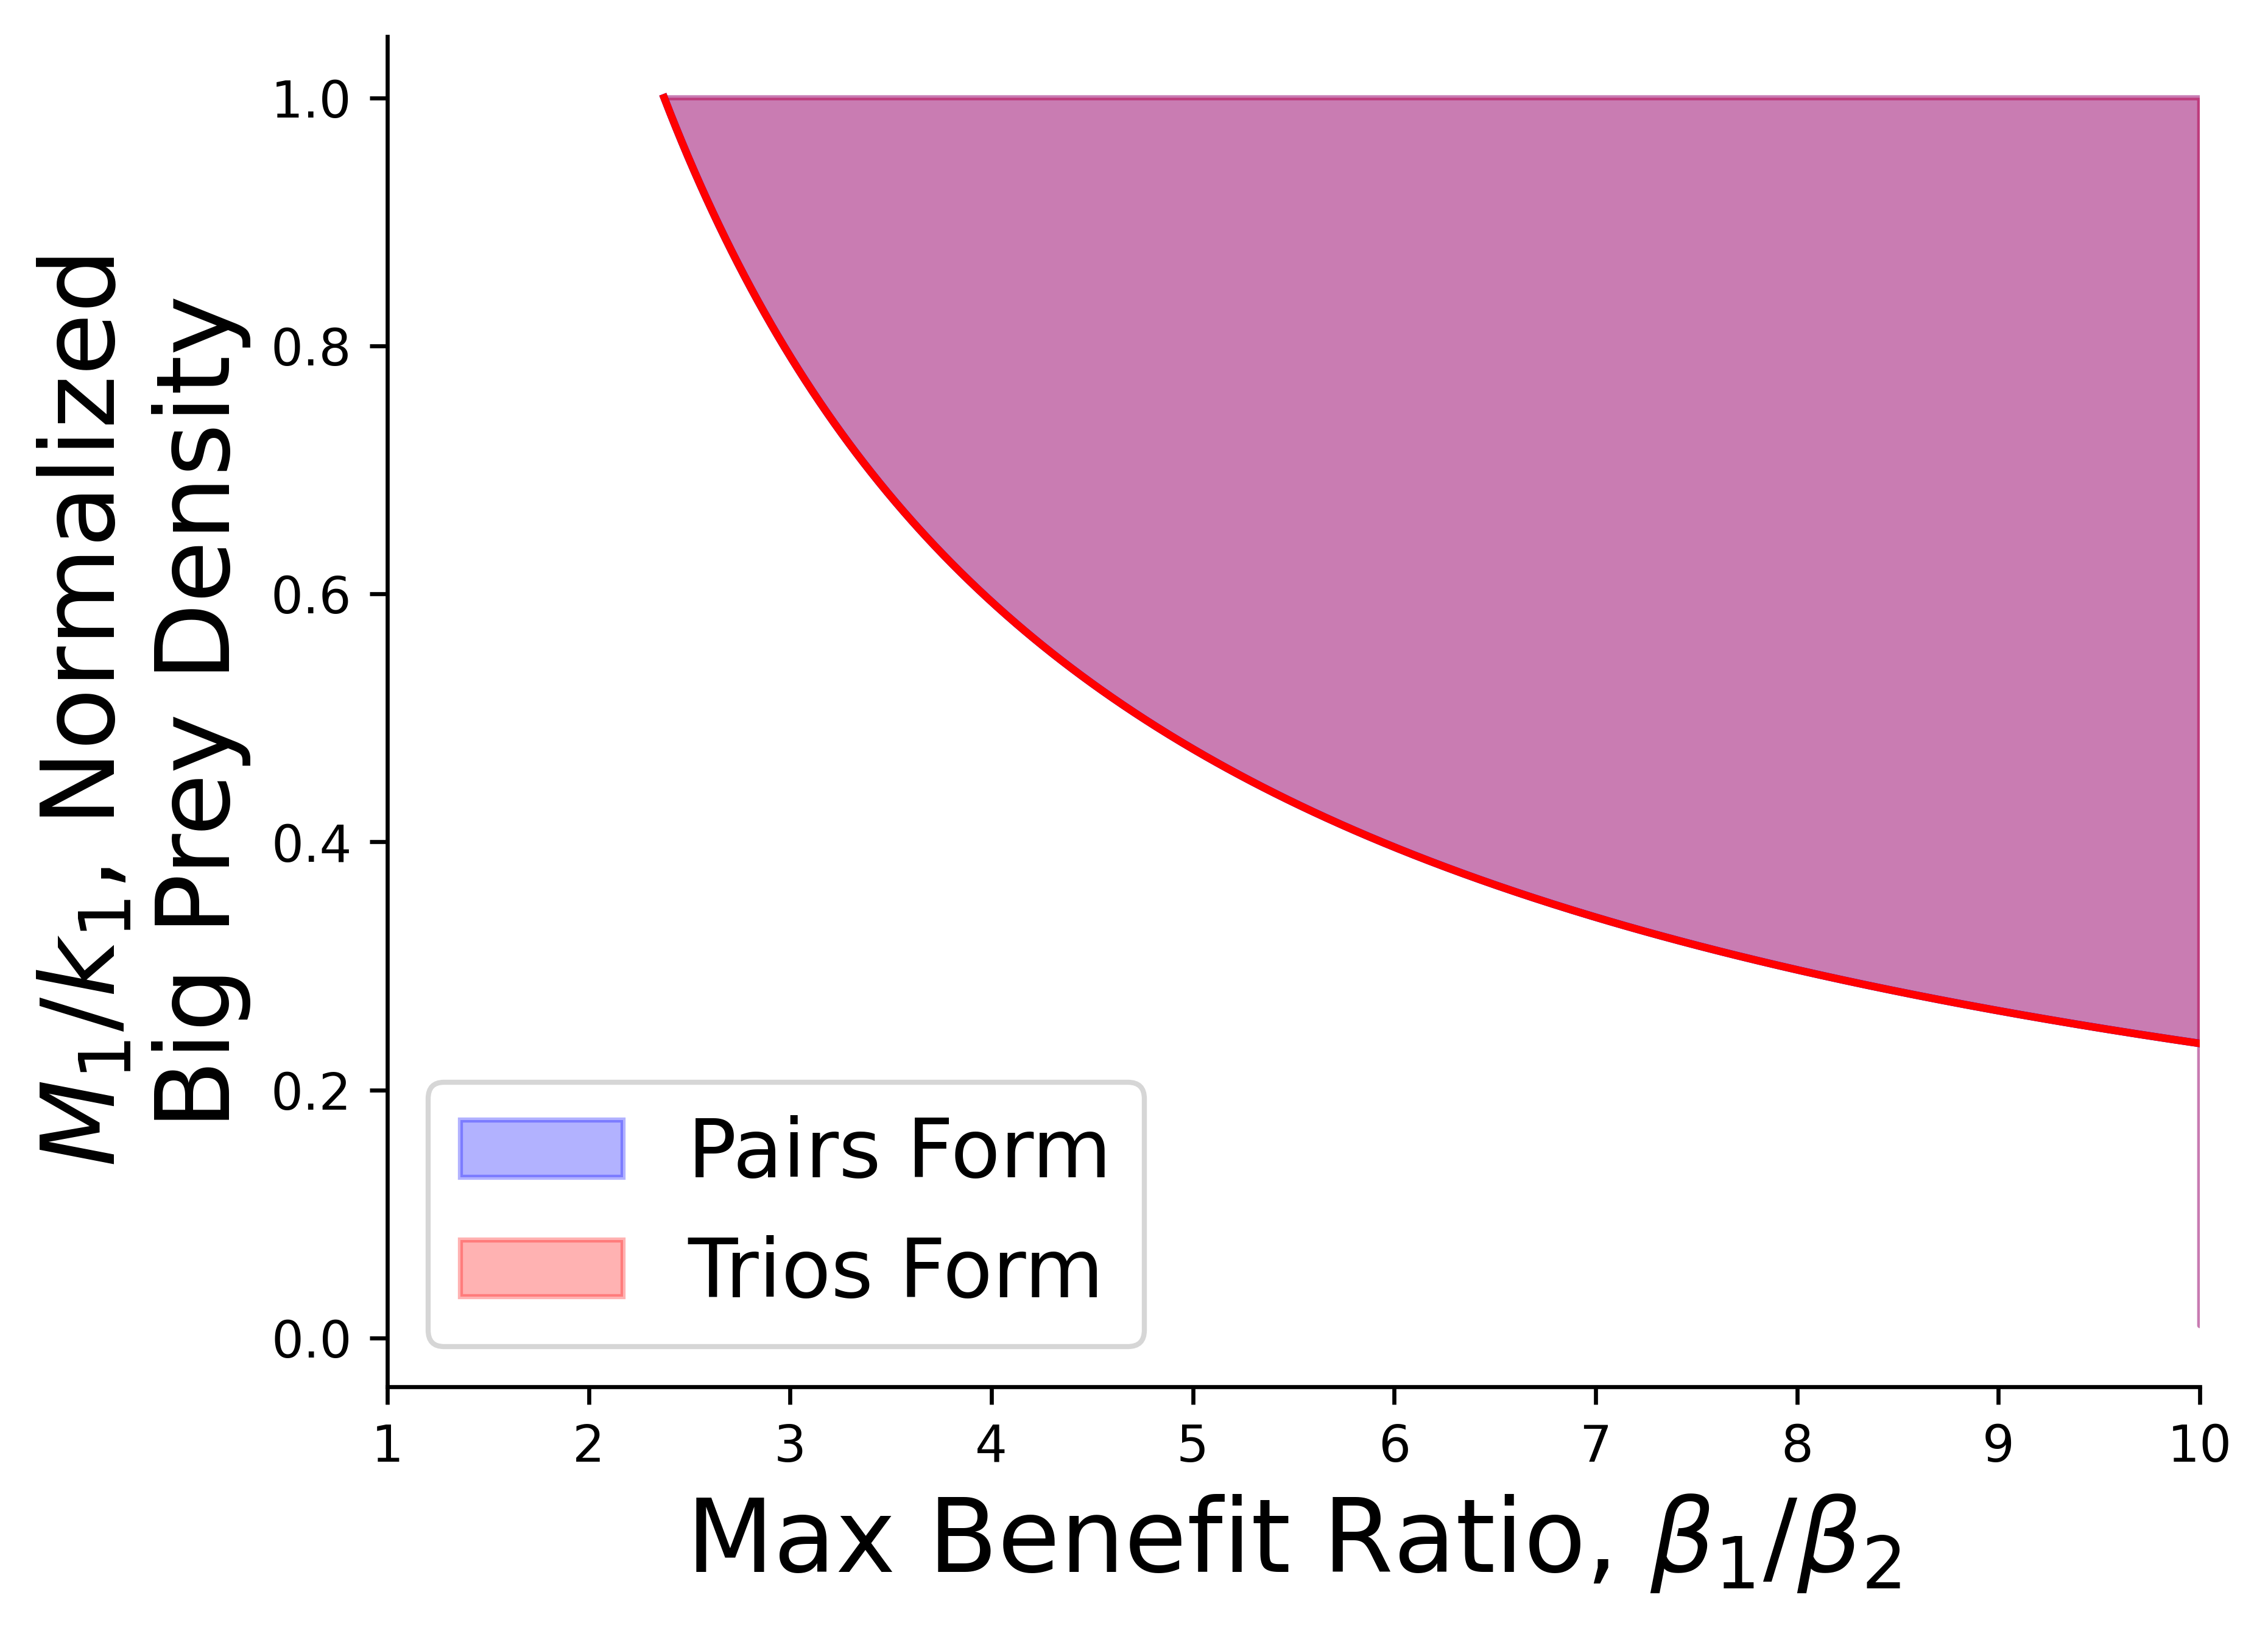 M₁/k₁, Normalized
Big Prey Density
1.0
0.8
0.6
0.4
0.2
0.0
Pairs Form
Trios Form
1 2 3 4 5 6 7 8 9 10
Max Benefit Ratio, β₁/β₂